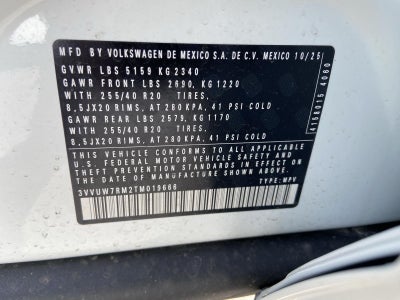 MFD BY VOLKSWAGEN DE MEXICO S.A. DE C.V. MEXICO 10/25
GVWR LBS 5159 KG 2340
GAWR FRONT LBS 2690, KG 1220
WITH 255/40 R20 TIRES,
8,5JX20 RIMS, AT 280 KPA, 41 PSI COLD
GAWR REAR LBS 2579, KG 1170
WITH 255/40 R20 TIRES,
8,5JX20 RIMS, AT 280 KPA, 41 PSI COLD
THIS VEHICLE CONFORMS TO ALL APPLICABLE
U.S. FEDERAL MOTOR VEHICLE SAFETY AND
THEFT PREVENTION STANDARDS IN EFFECT ON
THE DATE OF MANUFACTURE SHOWN ABOVE.
3VVUW7RM2TM019668 TYPE: MPV